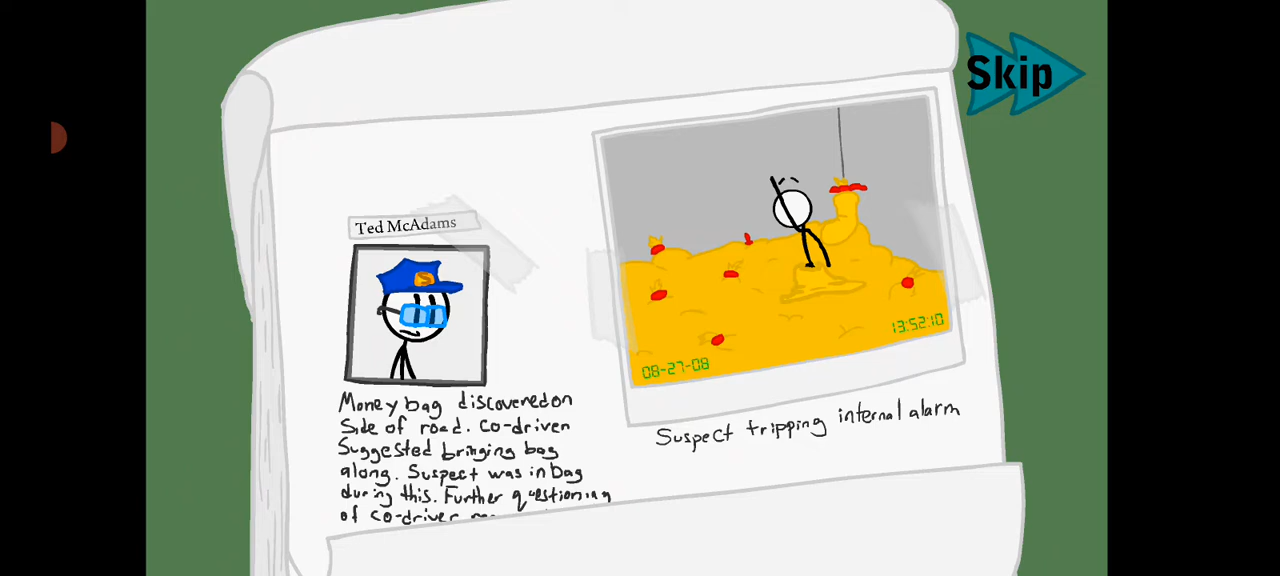 Skip
Ted McAdams
S
08-27-08
13:52:10
Money bag discovered on
Side of road. Co-driven
Suggested bringing bag
along. Suspect was in bag
during this. Further questioning
of co-driver
Suspect tripping internal alarm